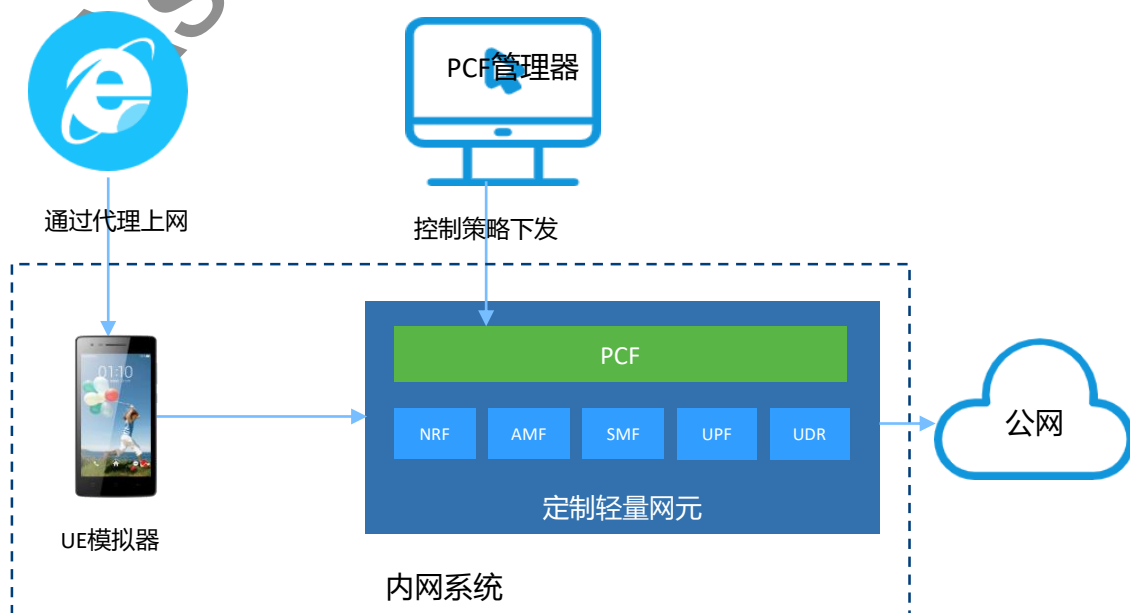 PCF管理器
通过代理上网
控制策略下发
01:10
PCF
NRF
AMF
SMF
UPF
UDR
公网
定制轻量网元
UE模拟器
内网系统